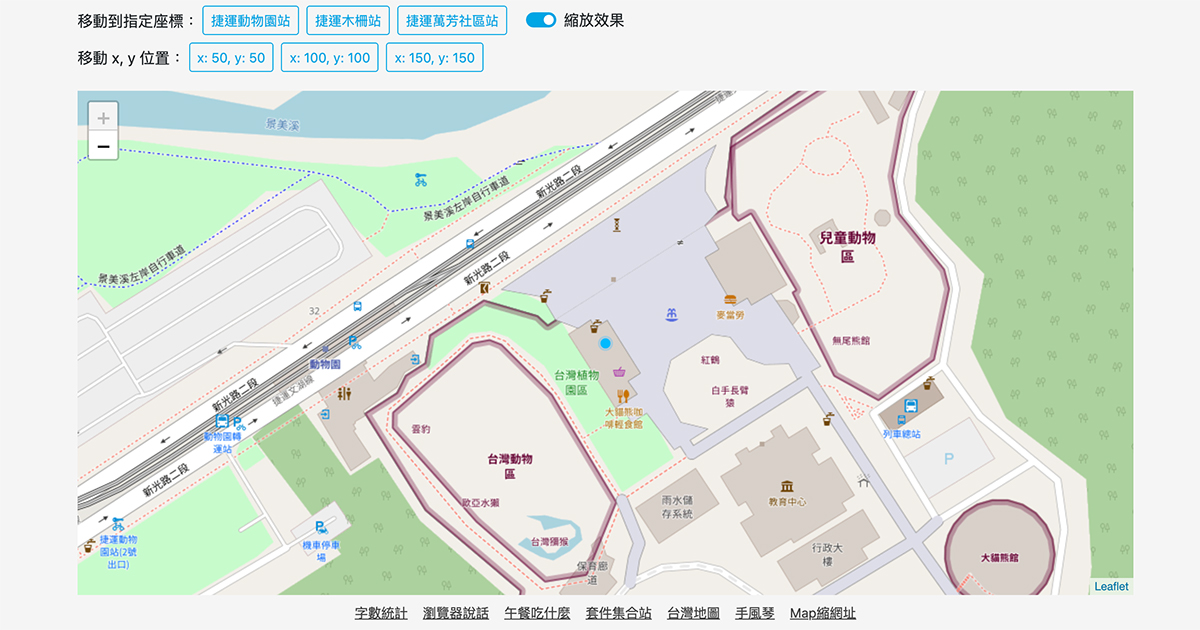 移動到指定座標：
捷運動物園站
捷運木柵站
捷運萬芳社區站
縮放效果
移動 x, y 位置：
x: 50, y: 50
x: 100, y: 100
x: 150, y: 150
+
−
景美溪
捷運
新光路二段
景美溪左岸自行車道
景美溪左岸自行車道
新光路二段
兒童動物
區
32
麥當勞
無尾熊館
動物園
紅鶴
台灣植物
園區
白手長臂
猿
捷運文湖線
新光路二段
大貓熊咖
啡輕食館
雲豹
動物園轉
運站
P
列車總站
台灣動物
區
P
新光路二段
歐亞水獺
雨水儲
存系統
教育中心
P
捷運動物
園站(2號
出口)
機車停車
場
台灣獼猴
行政大
樓
大貓熊館
保育廊
道
P
Leaflet
字數統計
瀏覽器說話
午餐吃什麼
套件集合站
台灣地圖
手風琴
Map縮網址